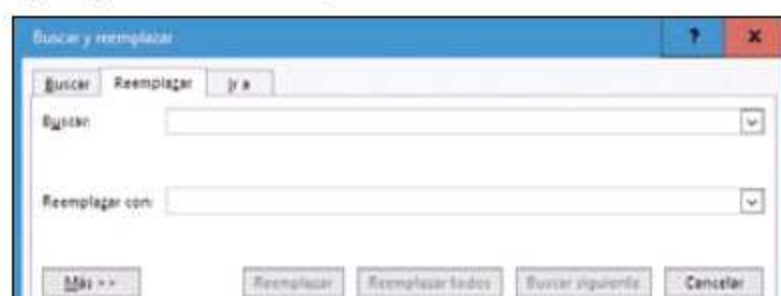 Buscar y reemplazar ? x
Buscar Reemplazar Ir a
Buscar:
Reemplazar con:
Más >> Reemplazar Reemplazar todos Buscar siguiente Cancelar